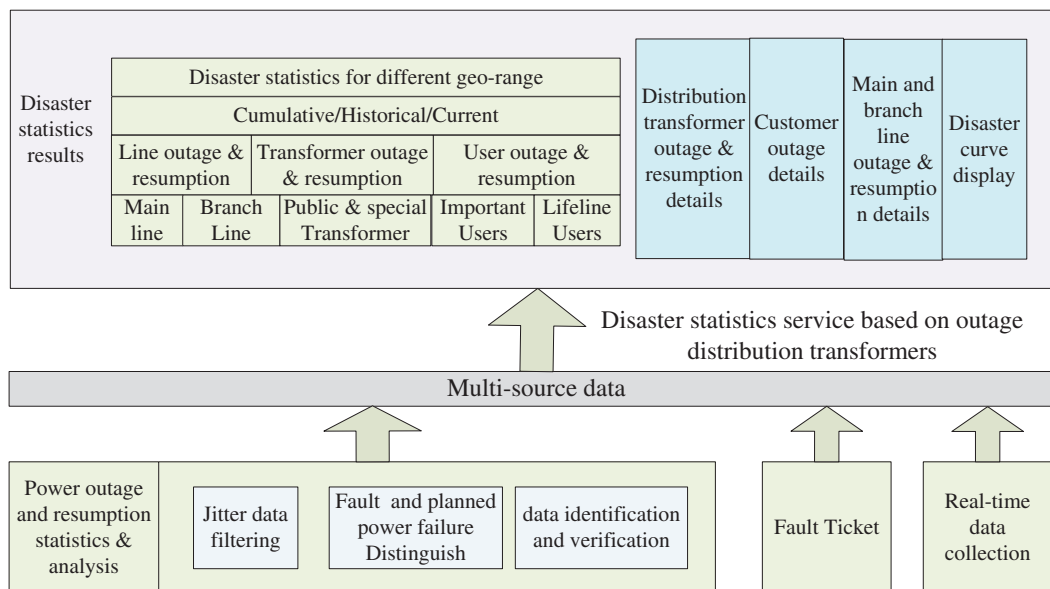 Disaster
statistics
results
Disaster statistics for different geo-range
Cumulative/Historical/Current
Line outage &
resumption
Transformer outage
& resumption
User outage &
resumption
Main
line
Branch
Line
Public & special
Transformer
Important
Users
Lifeline
Users
Distribution
transformer
outage &
resumption
details
Customer
outage
details
Main and
branch
line
outage &
resumptio
n details
Disaster
curve
display
Disaster statistics service based on outage
distribution transformers
Multi-source data
Power outage
and resumption
statistics &
analysis
Jitter data
filtering
Fault and planned
power failure
Distinguish
data identification
and verification
Fault Ticket
Real-time
data
collection